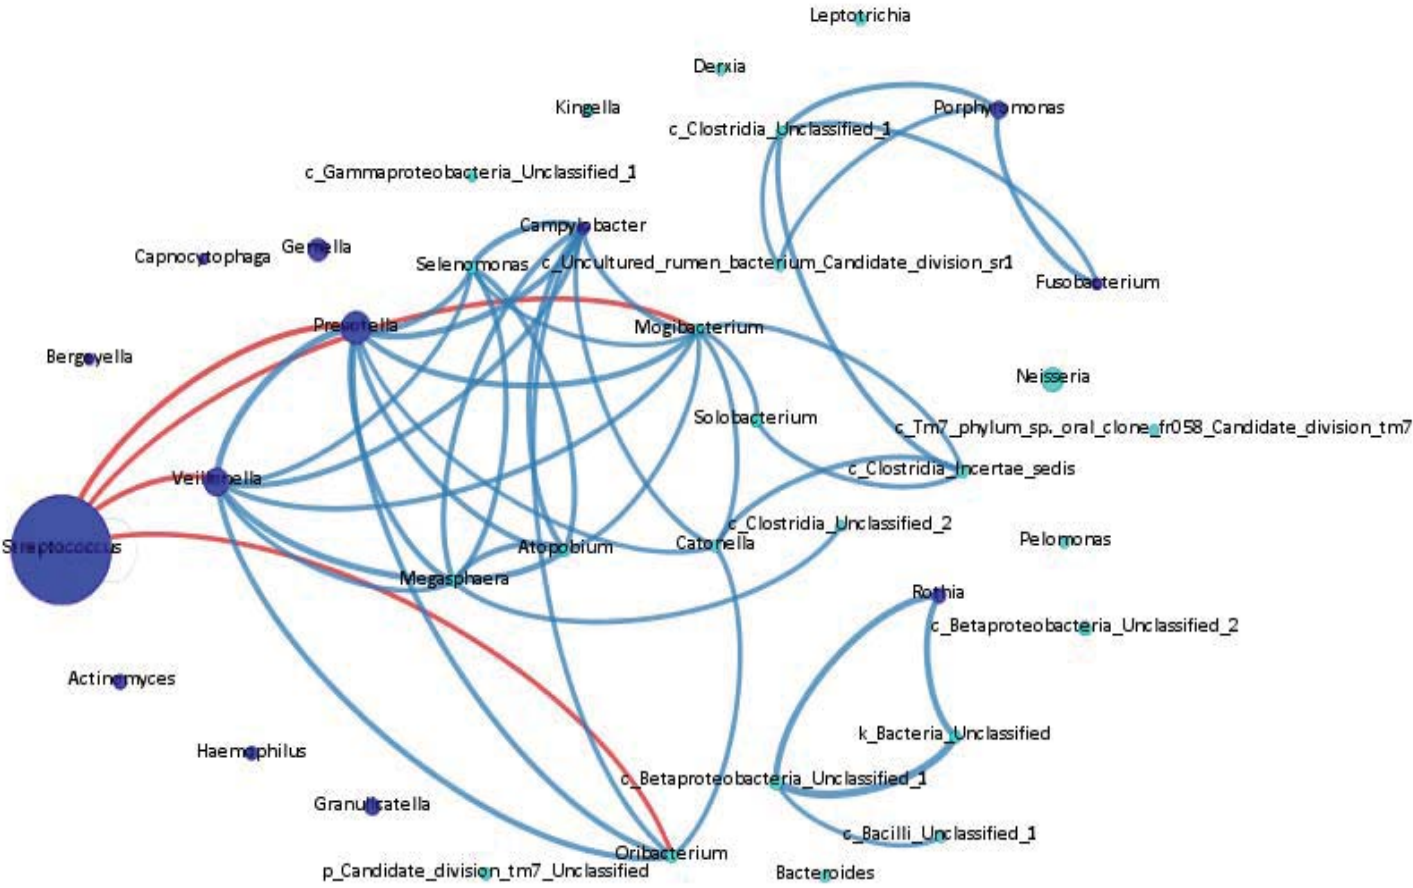 Leptotrichia
Derxia
Kingella
Porphyromonas
c_Clostridia_Unclassified_1
c_Gammaproteobacteria_Unclassified_1
Campylobacter
Gemella
Capnocytophaga
Selenomonas
c_Uncultured_rumen_bacterium_Candidate_division_sr1
Fusobacterium
Prevotella
Mogibacterium
Bergeyella
Neisseria
Solobacterium
c_Tm7_phylum_sp._oral_clone_fr058_Candidate_division_tm7
c_Clostridia_Incertae_sedis
Veillonella
c_Clostridia_Unclassified_2
Pelomonas
Catonella
Streptococcus
Atopobium
Megasphaera
Rothia
c_Betaproteobacteria_Unclassified_2
Actinomyces
k_Bacteria_Unclassified
Haemophilus
c_Betaproteobacteria_Unclassified_1
Granulicatella
c_Bacilli_Unclassified_1
Oribacterium
p_Candidate_division_tm7_Unclassified
Bacteroides